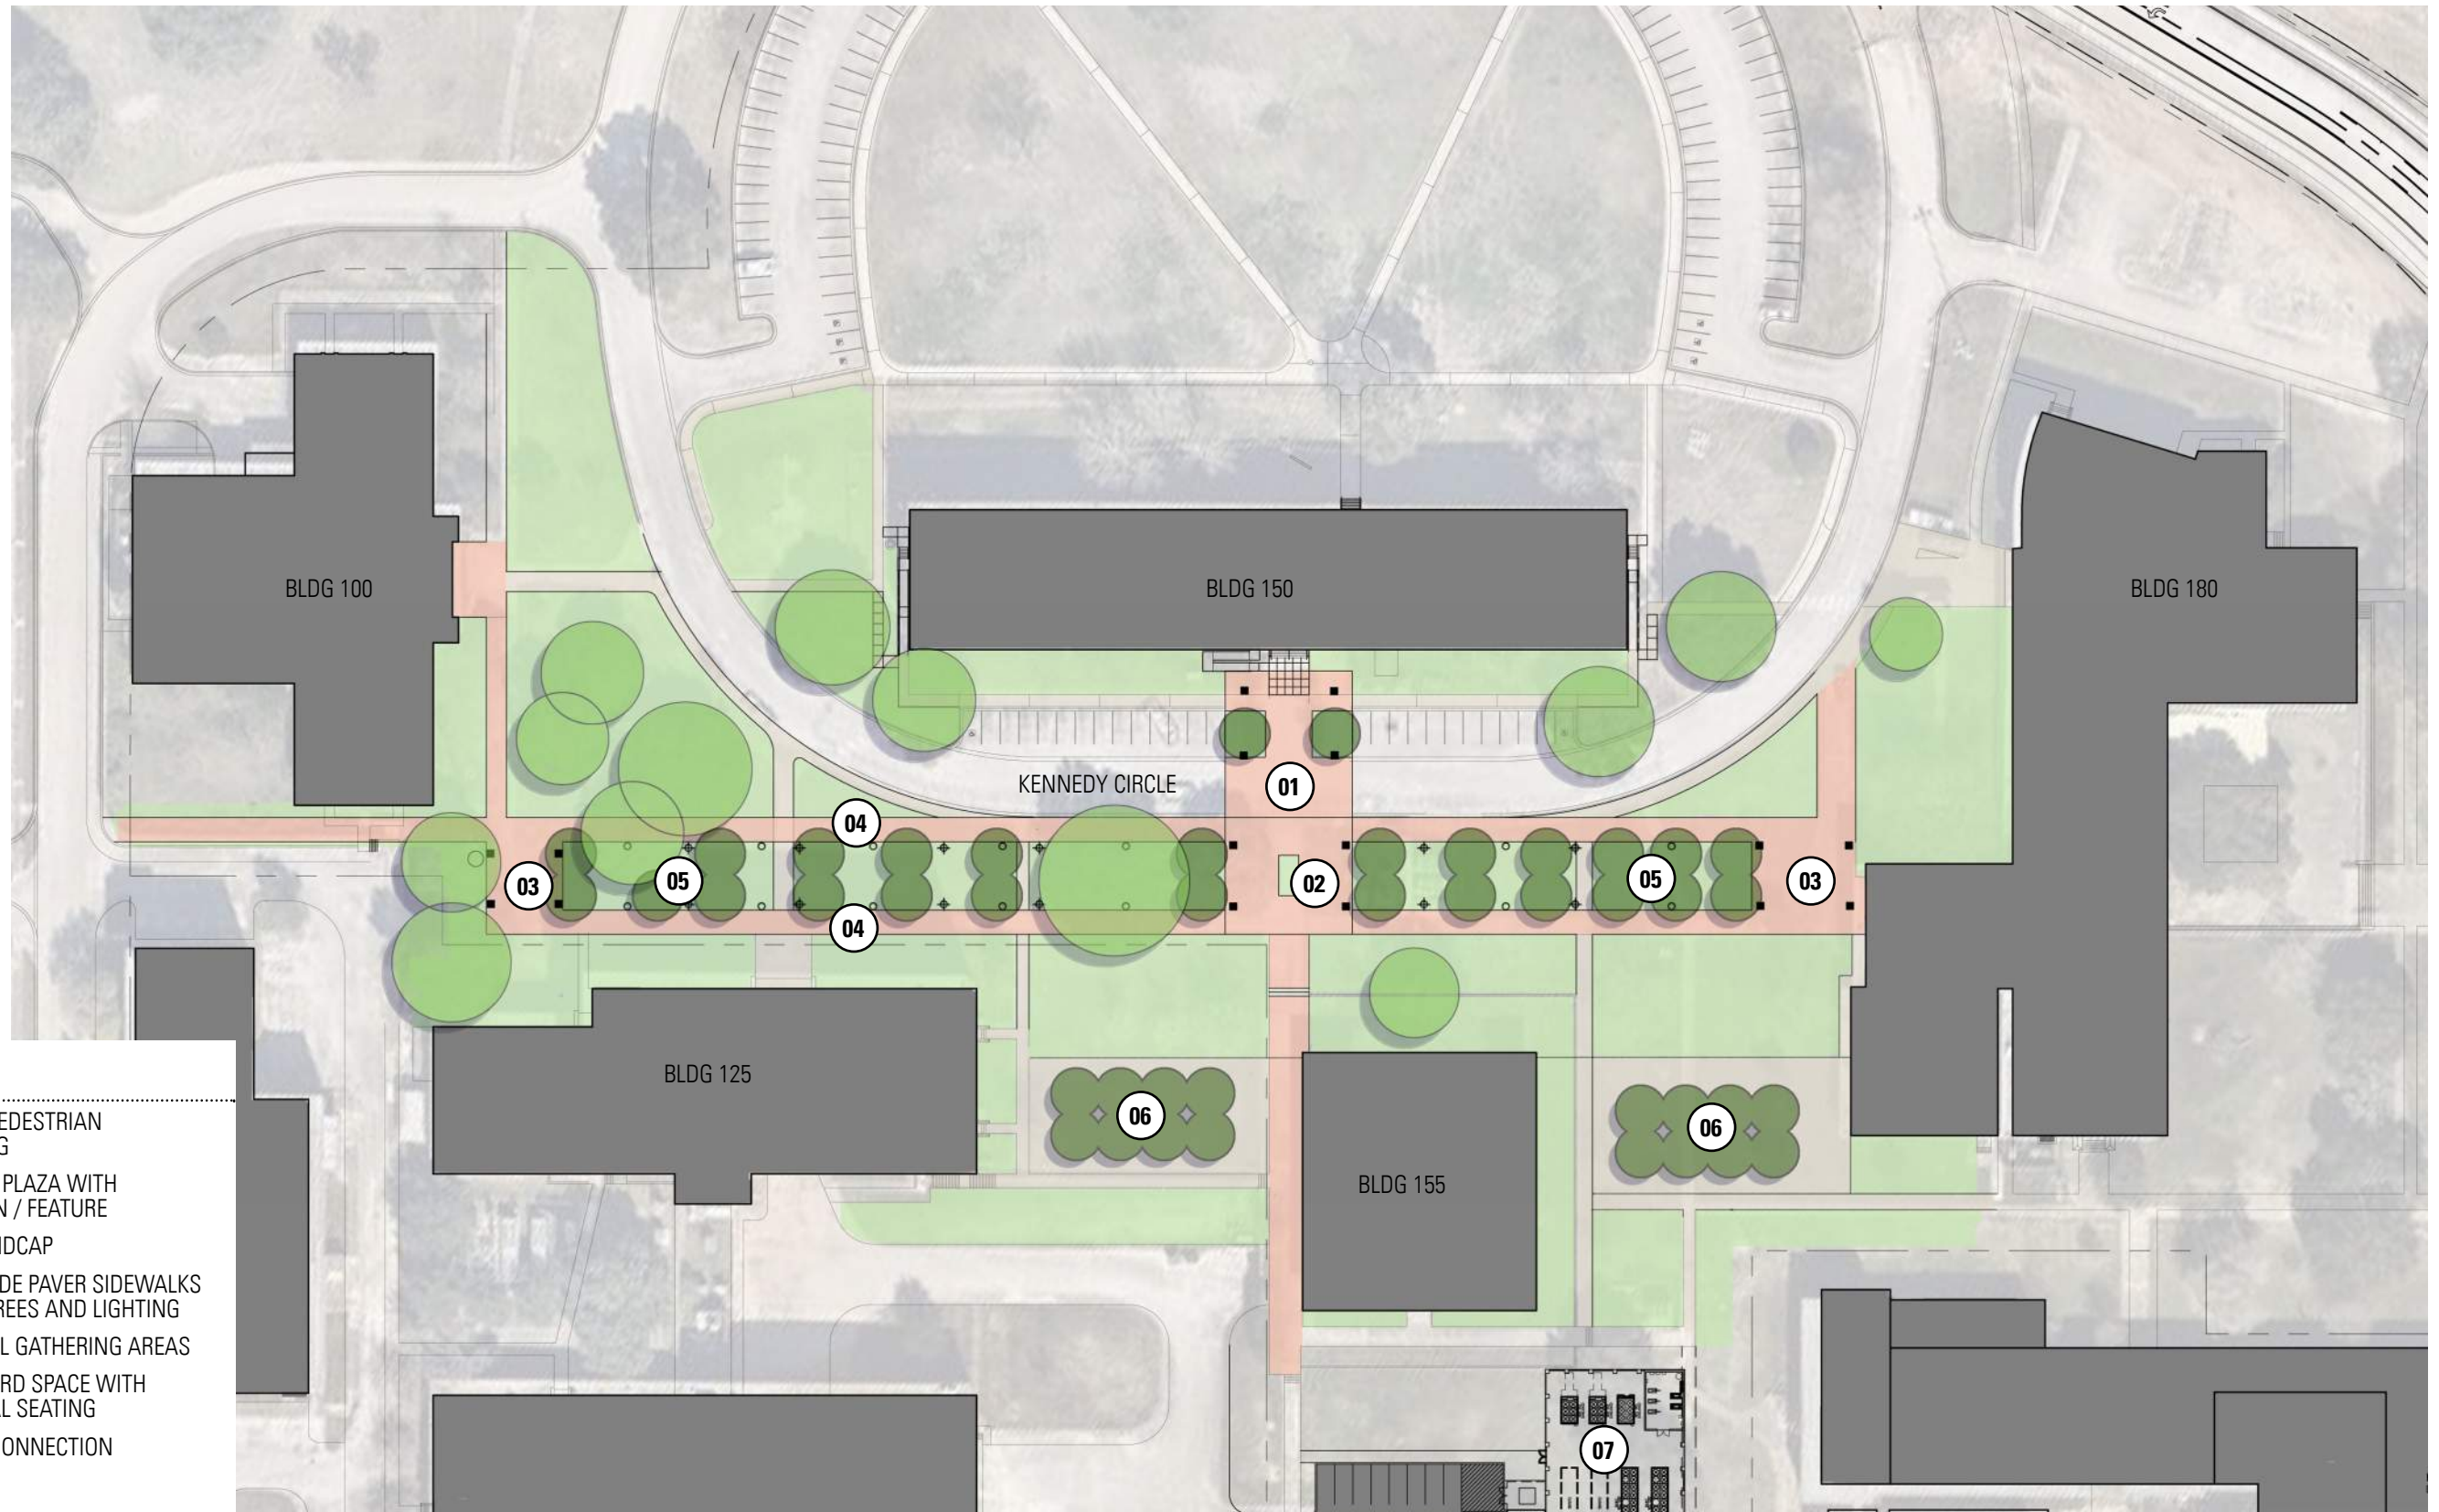 BLDG 100
BLDG 150
BLDG 180
KENNEDY CIRCLE
01
04
03
05
02
05
03
04
BLDG 125
06
06
BLDG 155
07
EDESTRIAN
G
PLAZA WITH
N / FEATURE
NDCAP
DE PAVER SIDEWALKS
REES AND LIGHTING
L GATHERING AREAS
RD SPACE WITH
AL SEATING
ONNECTION